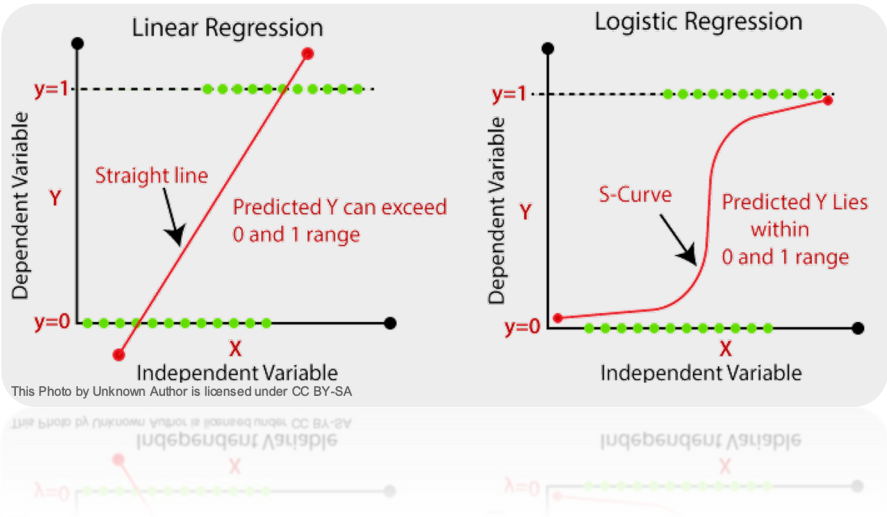 Linear Regression
y=1
Dependent Variable
Y
Straight line
Predicted Y can exceed
0 and 1 range
y=0
X
Independent Variable
This Photo by Unknown Author is licensed under CC BY-SA
Logistic Regression
y=1
Dependent Variable
Y
S-Curve
Predicted Y Lies
within
0 and 1 range
y=0
X
Independent Variable